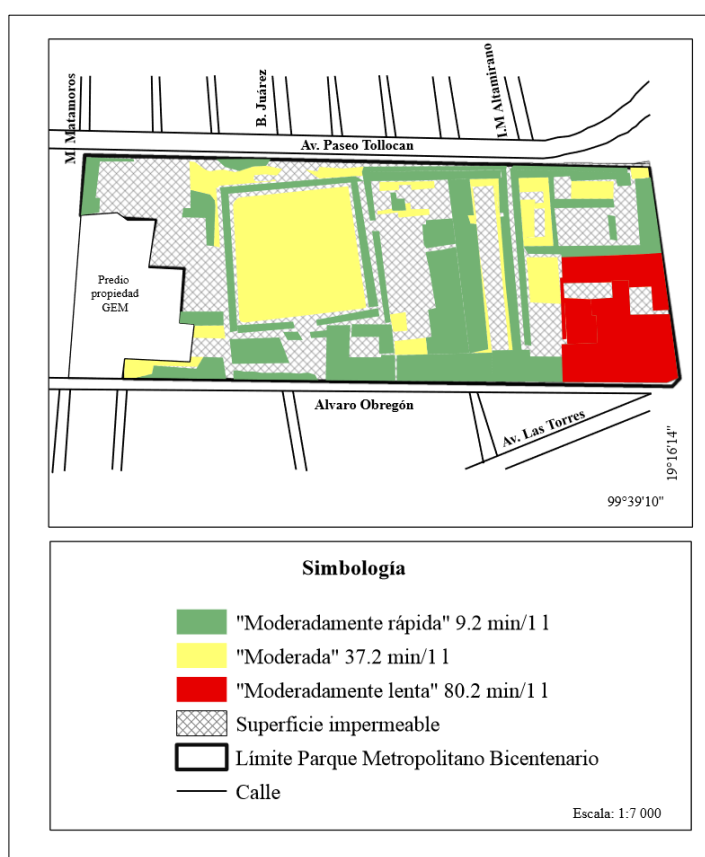 M. Matamoros
B. Juárez
I.M Altamirano
Av. Paseo Tollocan
Predio
propiedad
GEM
Alvaro Obregón
Av. Las Torres
19°16'14"
99°39'10"
Simbología
"Moderadamente rápida" 9.2 min/1 l
"Moderada" 37.2 min/1 l
"Moderadamente lenta" 80.2 min/1 l
Superficie impermeable
Límite Parque Metropolitano Bicentenario
Calle
Escala: 1:7 000